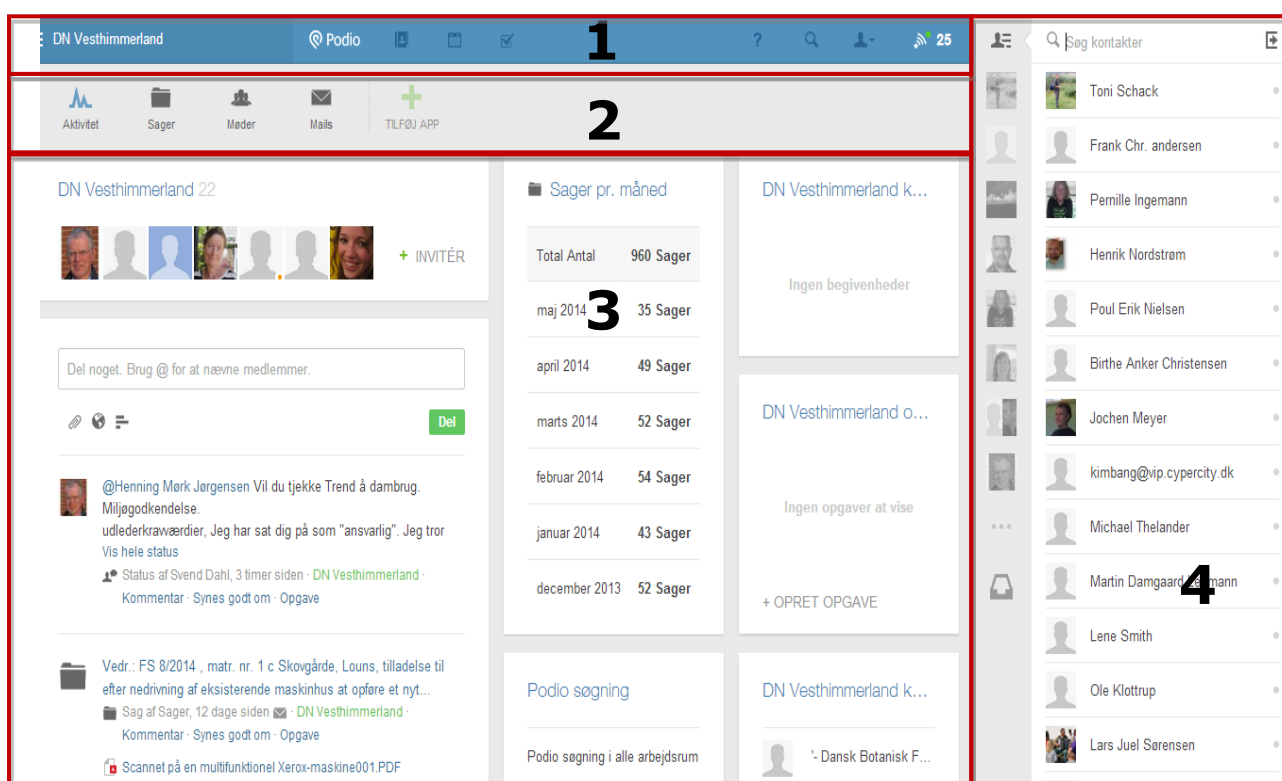 DN Vesthimmerland
Podio
1
?
25
Søg kontakter
Aktivitet
Sager
Møder
Mails
TILFØJ APP
2
DN Vesthimmerland 22
+ INVITÉR
Del noget. Brug @ for at nævne medlemmer.
Del
@Henning Mørk Jørgensen Vil du tjekke Trend å dambrug.
Miljøgodkendelse.
udlederkravværdier, Jeg har sat dig på som "ansvarlig". Jeg tror
Vis hele status
Status af Svend Dahl, 3 timer siden · DN Vesthimmerland ·
Kommentar · Synes godt om · Opgave
Vedr.: FS 8/2014 , matr. nr. 1 c Skovgårde, Louns, tilladelse til
efter nedrivning af eksisterende maskinhus at opføre et nyt...
Sag af Sager, 12 dage siden · DN Vesthimmerland ·
Kommentar · Synes godt om · Opgave
Scannet på en multifunktionel Xerox-maskine001.PDF
Sager pr. måned
Total Antal 960 Sager
maj 2014 35 Sager
3
april 2014 49 Sager
marts 2014 52 Sager
februar 2014 54 Sager
januar 2014 43 Sager
december 2013 52 Sager
Podio søgning
Podio søgning i alle arbejdsrum
DN Vesthimmerland k...
Ingen begivenheder
DN Vesthimmerland o...
Ingen opgaver at vise
+ OPRET OPGAVE
DN Vesthimmerland k...
'- Dansk Botanisk F...
Toni Schack
Frank Chr. andersen
Pernille Ingemann
Henrik Nordstrøm
Poul Erik Nielsen
Birthe Anker Christensen
Jochen Meyer
kimbang@vip.cypercity.dk
Michael Thelander
Martin Damgaard
4
Lene Smith
Ole Klottrup
Lars Juel Sørensen